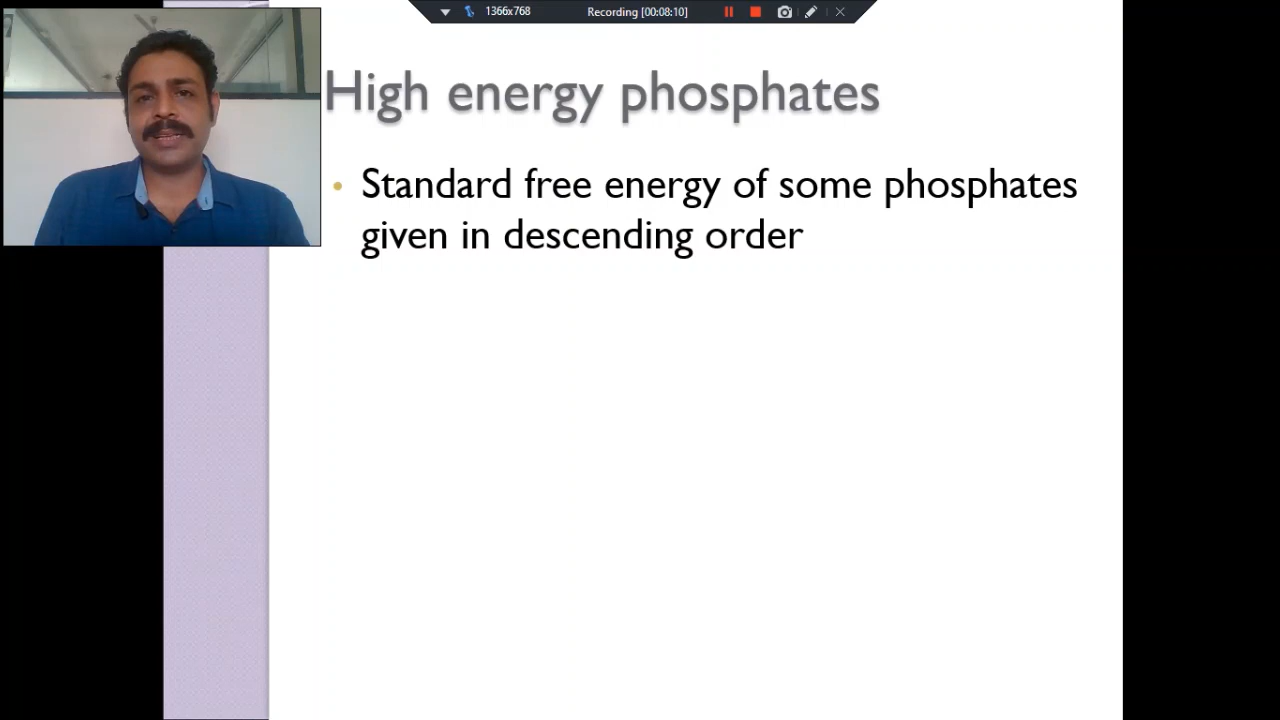 1366x768
Recording [00:08:10]
High energy phosphates
• Standard free energy of some phosphates
given in descending order